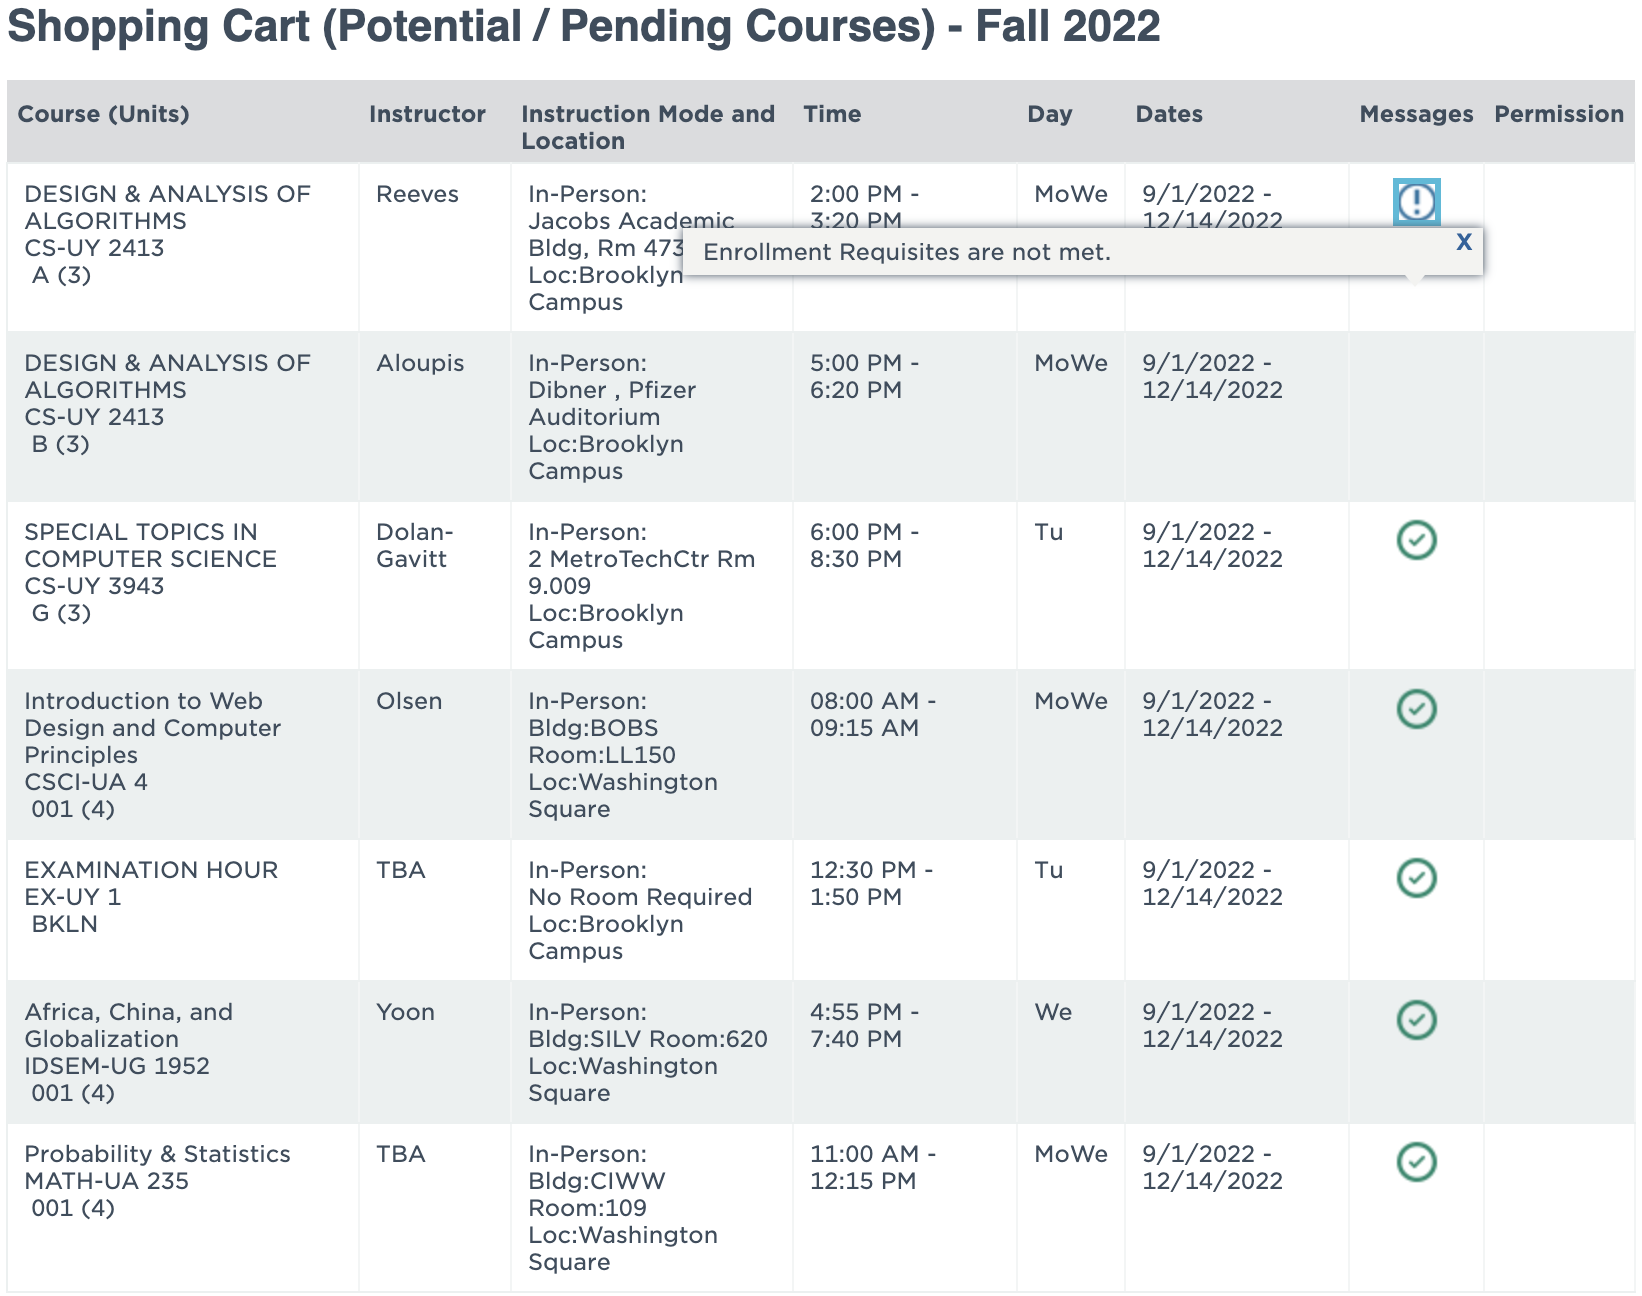 Shopping Cart (Potential / Pending Courses) - Fall 2022
Course (Units) Instructor Instruction Mode and Location Time Day Dates Messages Permission
DESIGN & ANALYSIS OF Reeves In-Person: 2:00 PM - MoWe 9/1/2022 -
ALGORITHMS Jacobs Academic 3:20 PM 12/14/2022
CS-UY 2413 Bldg, Rm 473
Enrollment Requisites are not met. X
A (3) Loc:Brooklyn
Campus
DESIGN & ANALYSIS OF Aloupis In-Person: 5:00 PM - MoWe 9/1/2022 -
ALGORITHMS Dibner , Pfizer 6:20 PM 12/14/2022
CS-UY 2413 Auditorium
B (3) Loc:Brooklyn
Campus
SPECIAL TOPICS IN Dolan- In-Person: 6:00 PM - Tu 9/1/2022 -
COMPUTER SCIENCE Gavitt 2 MetroTechCtr Rm 8:30 PM 12/14/2022
CS-UY 3943 9.009
G (3) Loc:Brooklyn
Campus
Introduction to Web Olsen In-Person: 08:00 AM - MoWe 9/1/2022 -
Design and Computer Bldg:BOBS 09:15 AM 12/14/2022
Principles Room:LL150
CSCI-UA 4 Loc:Washington
001 (4) Square
EXAMINATION HOUR TBA In-Person: 12:30 PM - Tu 9/1/2022 -
EX-UY 1 No Room Required 1:50 PM 12/14/2022
BKLN Loc:Brooklyn
Campus
Africa, China, and Yoon In-Person: 4:55 PM - We 9/1/2022 -
Globalization Bldg:SILV Room:620 7:40 PM 12/14/2022
IDSEM-UG 1952 Loc:Washington
001 (4) Square
Probability & Statistics TBA In-Person: 11:00 AM - MoWe 9/1/2022 -
MATH-UA 235 Bldg:CIWW 12:15 PM 12/14/2022
001 (4) Room:109
Loc:Washington
Square